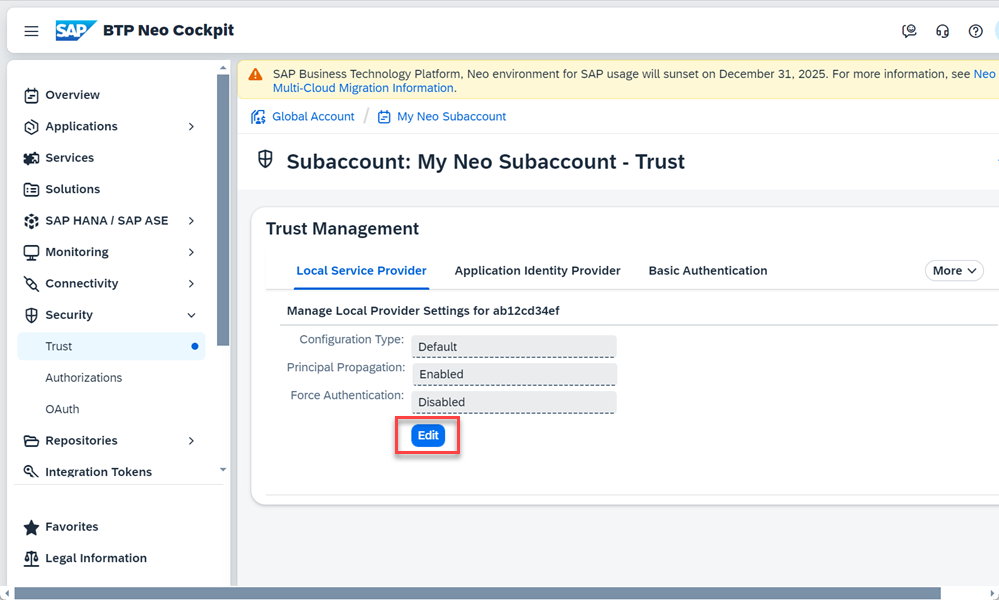 SAP BTP Neo Cockpit
Overview
Applications
Services
Solutions
SAP HANA / SAP ASE
Monitoring
Connectivity
Security
Trust
Authorizations
OAuth
Repositories
Integration Tokens
Favorites
Legal Information
SAP Business Technology Platform, Neo environment for SAP usage will sunset on December 31, 2025. For more information, see Neo
Multi-Cloud Migration Information.
Global Account / My Neo Subaccount
Subaccount: My Neo Subaccount - Trust
Trust Management
Local Service Provider Application Identity Provider Basic Authentication More
Manage Local Provider Settings for ab12cd34ef
Configuration Type: Default
Principal Propagation: Enabled
Force Authentication: Disabled
Edit